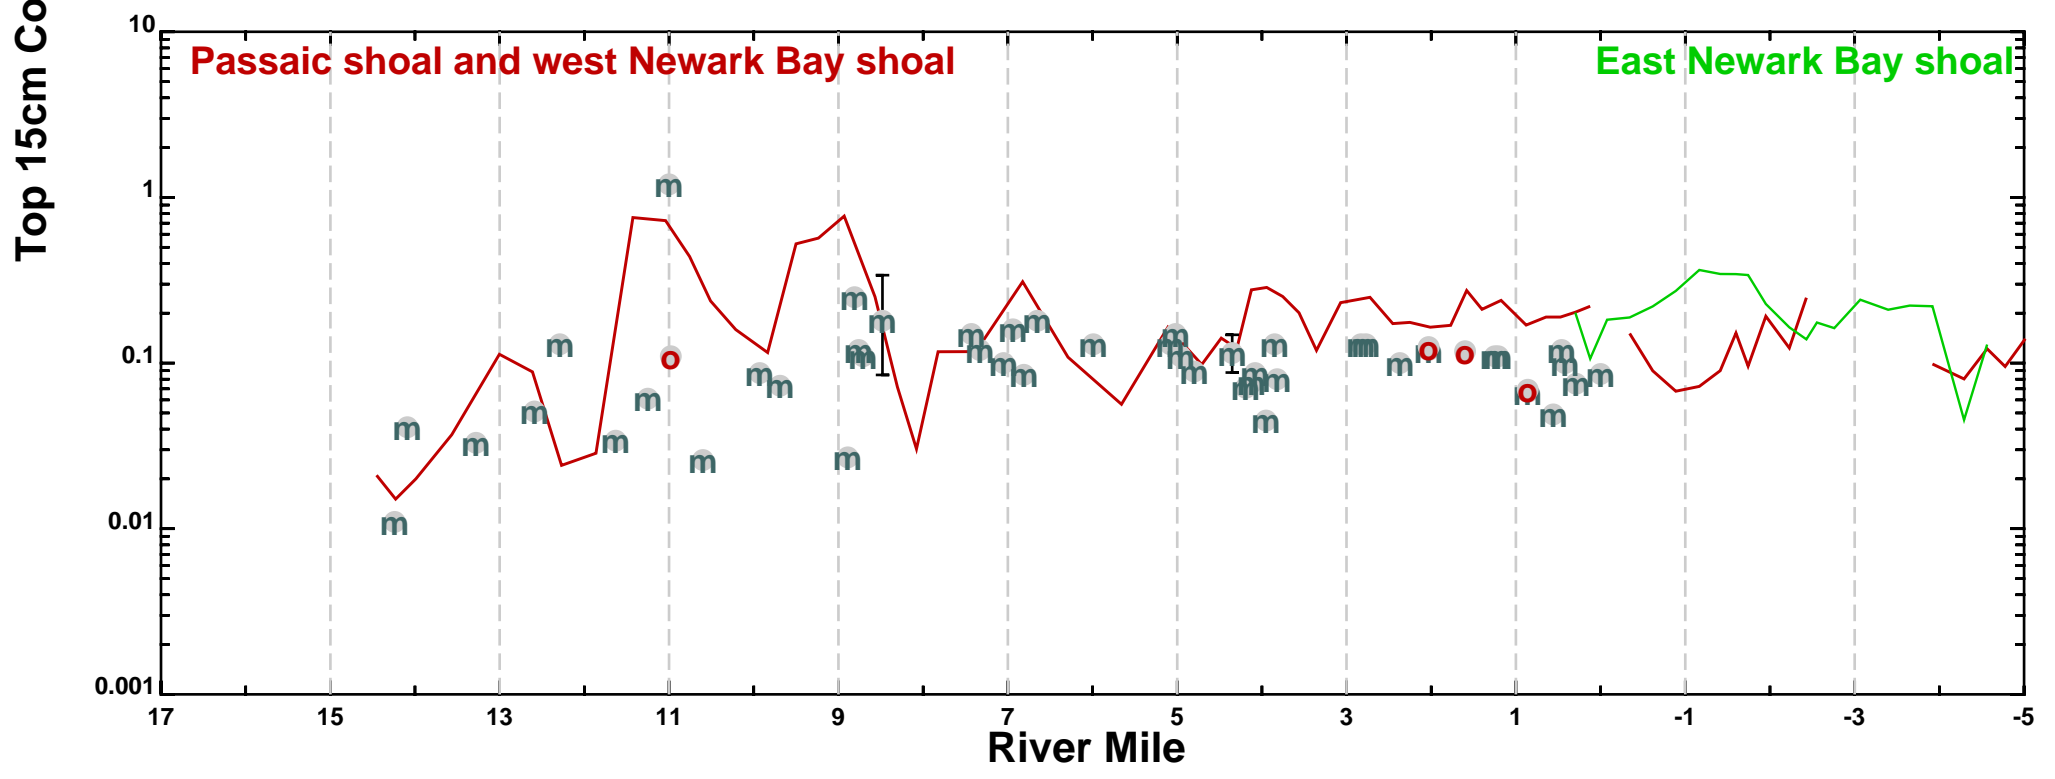 Top 15cm Co
10
1
0.1
0.01
0.001
Passaic shoal and west Newark Bay shoal
East Newark Bay shoal
m m m m m m m m m m m m m m m m m m m m m m m m m m m m m m m m m m m m m m m m m m m m m m m m m
o o o o
17 15 13 11 9 7 5 3 1 -1 -3 -5
River Mile